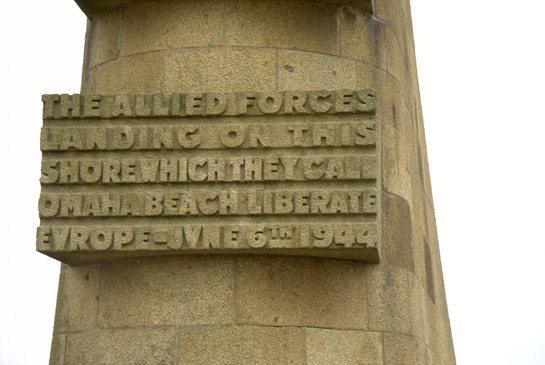 THE ALLIED FORCES
LANDING ON THIS
SHORE WHICH THEY CALL
OMAHA BEACH LIBERATE
EVROPE - JVNE 6TH 1944